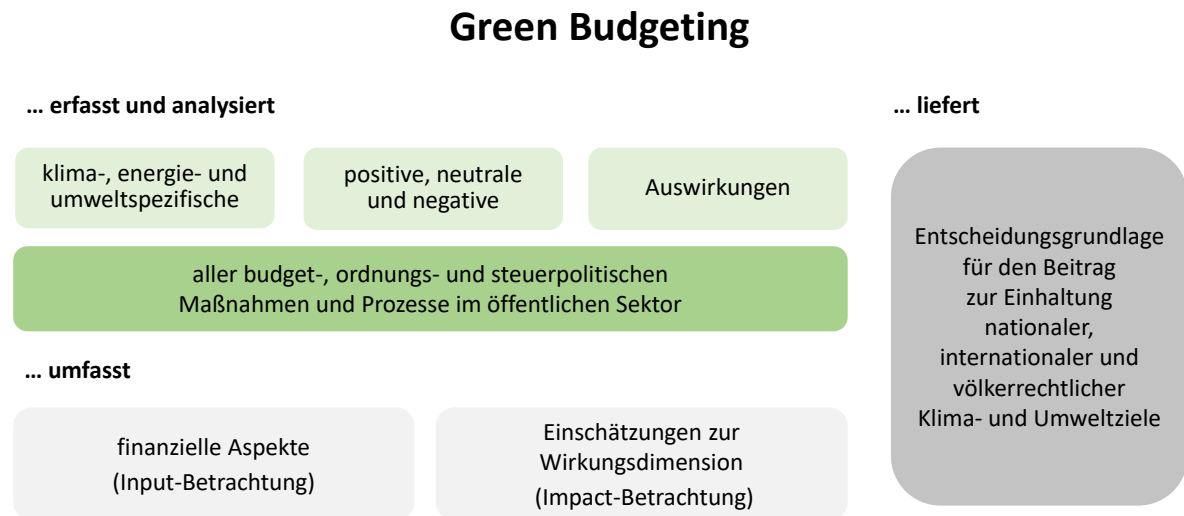 Green Budgeting
... erfasst und analysiert
klima-, energie- und
umweltspezifische
positive, neutrale
und negative
Auswirkungen
aller budget-, ordnungs- und steuerpolitischen
Maßnahmen und Prozesse im öffentlichen Sektor
... umfasst
finanzielle Aspekte
(Input-Betrachtung)
Einschätzungen zur
Wirkungsdimension
(Impact-Betrachtung)
... liefert
Entscheidungsgrundlage
für den Beitrag
zur Einhaltung
nationaler,
internationaler und
völkerrechtlicher
Klima- und Umweltziele